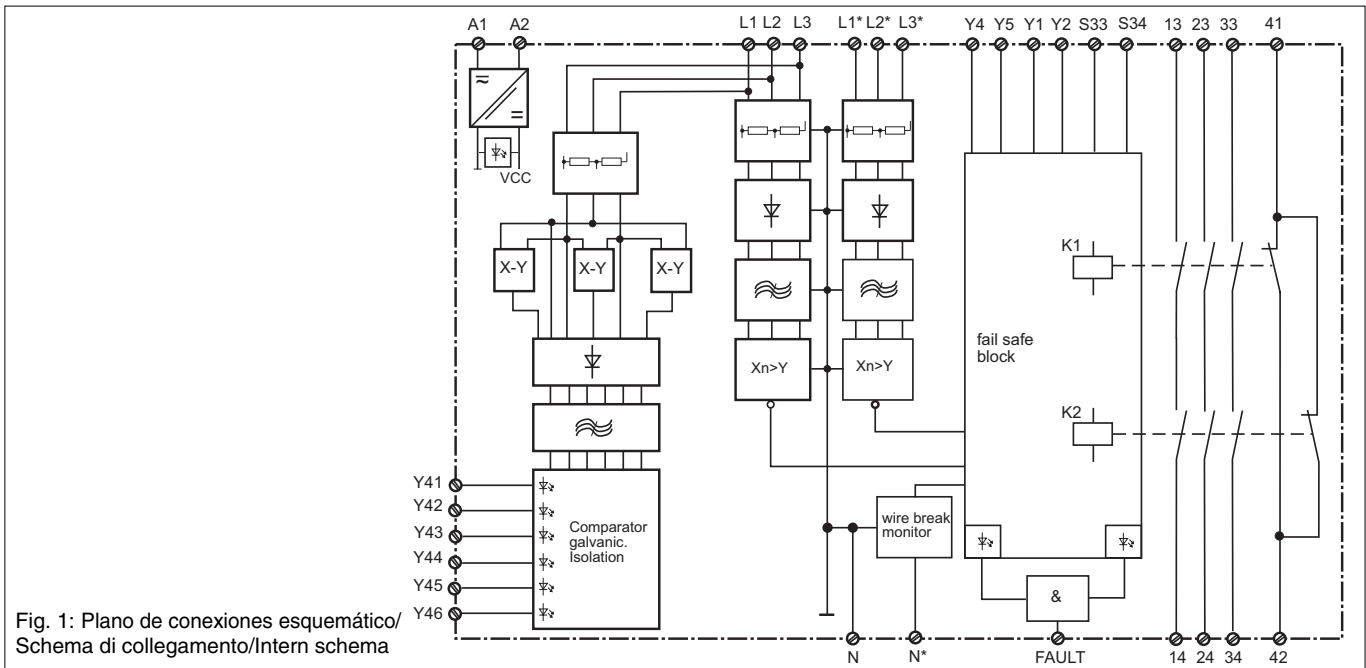 A1 A2 L1 L2 L3 L1* L2* L3* Y4 Y5 Y1 Y2 S33 S34 13 23 33 41
VCC
X-Y X-Y X-Y
K1
fail safe
block
Xn>Y Xn>Y
K2
Y41
Y42
Y43
Y44
Y45
Y46
Comparator
galvanic.
Isolation
wire break
monitor
&
N N* FAULT 14 24 34 42
Fig. 1: Plano de conexiones esquemático/
Schema di collegamento/Intern schema